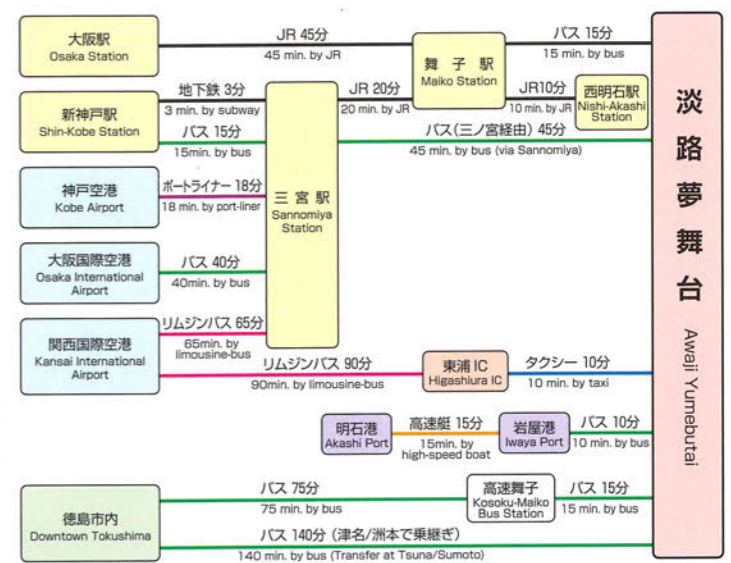 大阪駅
Osaka Station
JR 45分
45 min. by JR
舞子駅
Maiko Station
バス 15分
15 min. by bus
新神戸駅
Shin-Kobe Station
地下鉄 3分
3 min. by subway
バス 15分
15min. by bus
三宮駅
Sannomiya
Station
JR 20分
20 min. by JR
JR10分
10 min. by JR
西明石駅
Nishi-Akashi
Station
バス(三ノ宮経由) 45分
45 min. by bus (via Sannomiya)
神戸空港
Kobe Airport
ポートライナー 18分
18 min. by port-liner
大阪国際空港
Osaka International
Airport
バス 40分
40min. by bus
関西国際空港
Kansai International
Airport
リムジンバス 65分
65min. by
limousine-bus
リムジンバス 90分
90min. by limousine-bus
東浦 IC
Higashiura IC
タクシー 10分
10 min. by taxi
明石港
Akashi Port
高速艇 15分
15min. by
high-speed boat
岩屋港
Iwaya Port
バス 10分
10 min. by bus
徳島市内
Downtown Tokushima
バス 75分
75 min. by bus
高速舞子
Kosoku-Maiko
Bus Station
バス 15分
15 min. by bus
バス 140分 (津名/洲本で乗継ぎ)
140 min. by bus (Transfer at Tsuna/Sumoto)
淡路夢舞台
Awaji Yumebutai